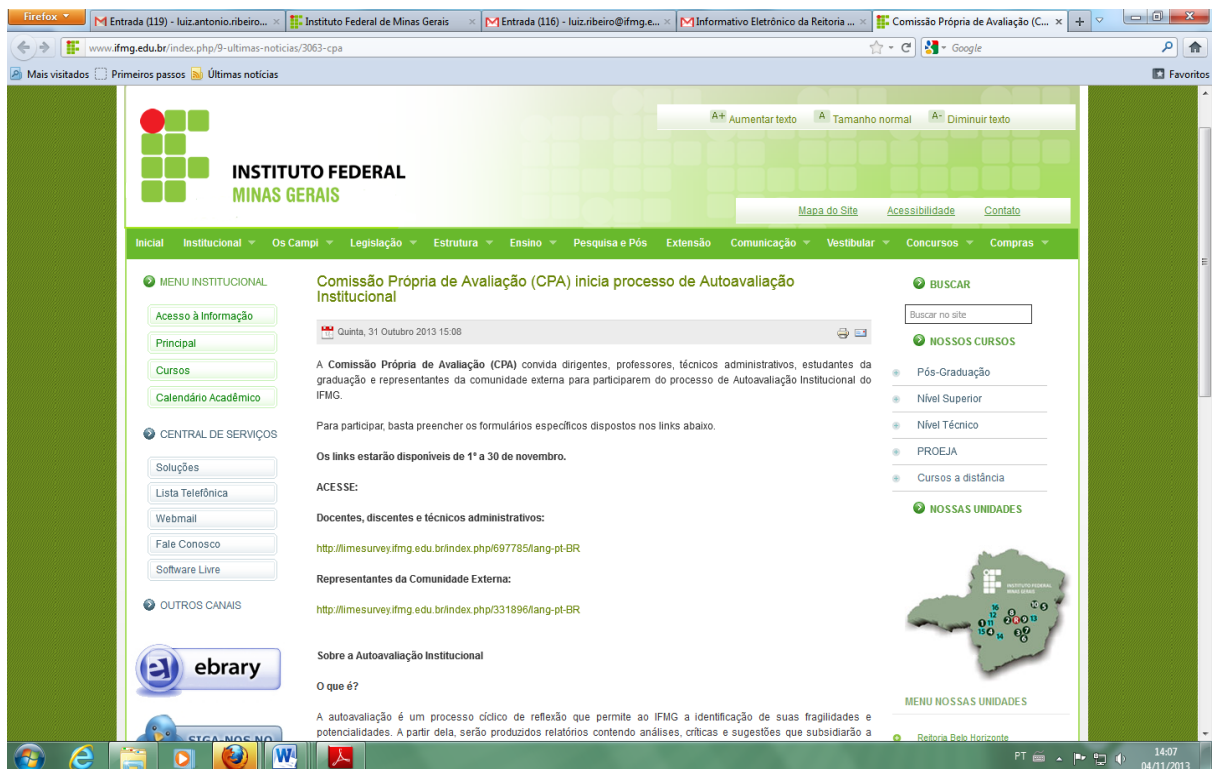 Firefox
Entrada (119) - luiz.antonio.ribeiro...
Instituto Federal de Minas Gerais
Entrada (116) - luiz.ribeiro@ifmg.e...
Informativo Eletrônico da Reitoria ...
Comissão Própria de Avaliação (C...
www.ifmg.edu.br/index.php/9-ultimas-noticias/3063-cpa
Google
Mais visitados
Primeiros passos
Últimas notícias
Favoritos
A+ Aumentar texto
A Tamanho normal
A- Diminuir texto
INSTITUTO FEDERAL
MINAS GERAIS
Mapa do Site
Acessibilidade
Contato
Inicial Institucional Os Campi Legislação Estrutura Ensino Pesquisa e Pós Extensão Comunicação Vestibular Concursos Compras
MENU INSTITUCIONAL
Acesso à Informação
Principal
Cursos
Calendário Acadêmico
CENTRAL DE SERVIÇOS
Soluções
Lista Telefônica
Webmail
Fale Conosco
Software Livre
OUTROS CANAIS
ebrary
SIGA-NOS NO
Comissão Própria de Avaliação (CPA) inicia processo de Autoavaliação
Institucional
Quinta, 31 Outubro 2013 15:08
A Comissão Própria de Avaliação (CPA) convida dirigentes, professores, técnicos administrativos, estudantes da
graduação e representantes da comunidade externa para participarem do processo de Autoavaliação Institucional do
IFMG.
Para participar, basta preencher os formulários específicos dispostos nos links abaixo.
Os links estarão disponíveis de 1º a 30 de novembro.
ACESSE:
Docentes, discentes e técnicos administrativos:
http://limesurvey.ifmg.edu.br/index.php/697785/lang-pt-BR
Representantes da Comunidade Externa:
http://limesurvey.ifmg.edu.br/index.php/331896/lang-pt-BR
Sobre a Autoavaliação Institucional
O que é?
A autoavaliação é um processo cíclico de reflexão que permite ao IFMG a identificação de suas fragilidades e
potencialidades. A partir dela, serão produzidos relatórios contendo análises, críticas e sugestões que subsidiarão a
BUSCAR
Buscar no site
NOSSOS CURSOS
Pós-Graduação
Nível Superior
Nível Técnico
PROEJA
Cursos a distância
NOSSAS UNIDADES
INSTITUTO FEDERAL
MINAS GERAIS
MENU NOSSAS UNIDADES
Reitoria Belo Horizonte
PT
14:07
04/11/2013